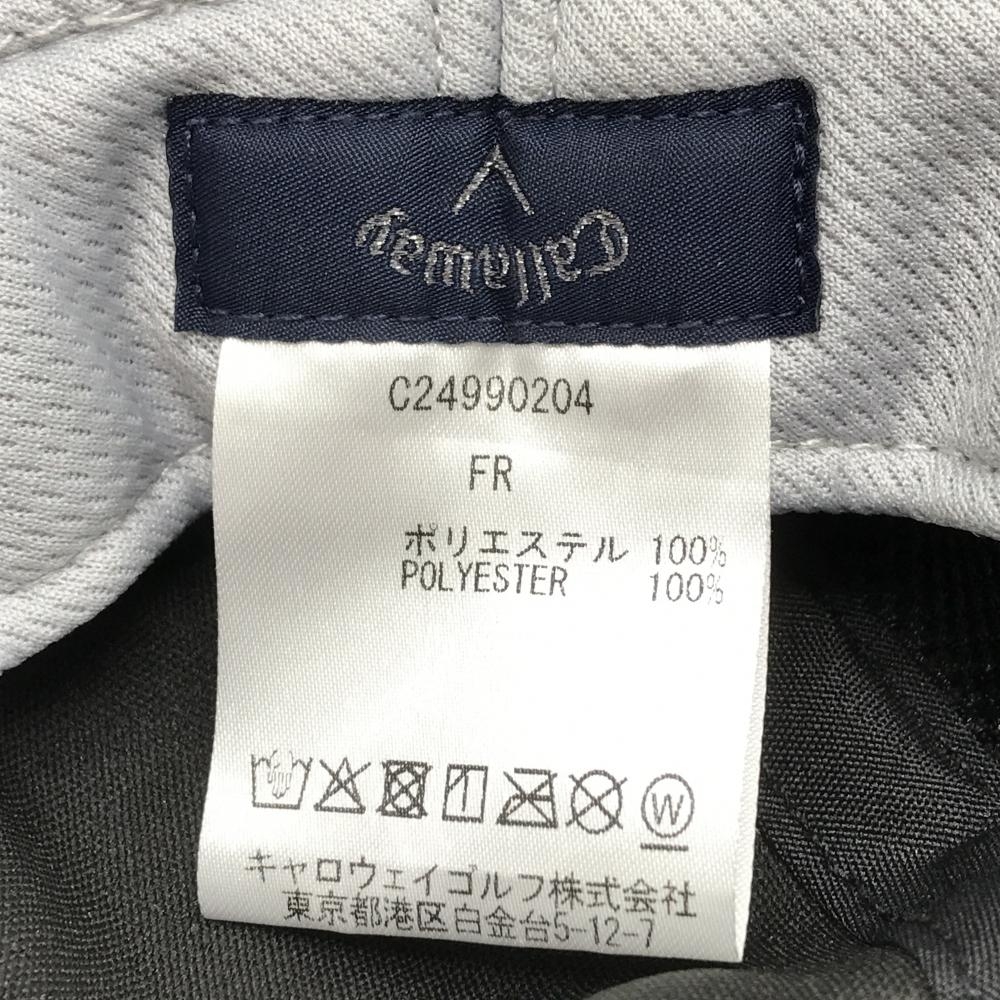 Callaway
C24990204
FR
ポリエステル 100%
POLYESTER 100%
W
キャロウェイゴルフ株式会社
東京都港区白金台5-12-7